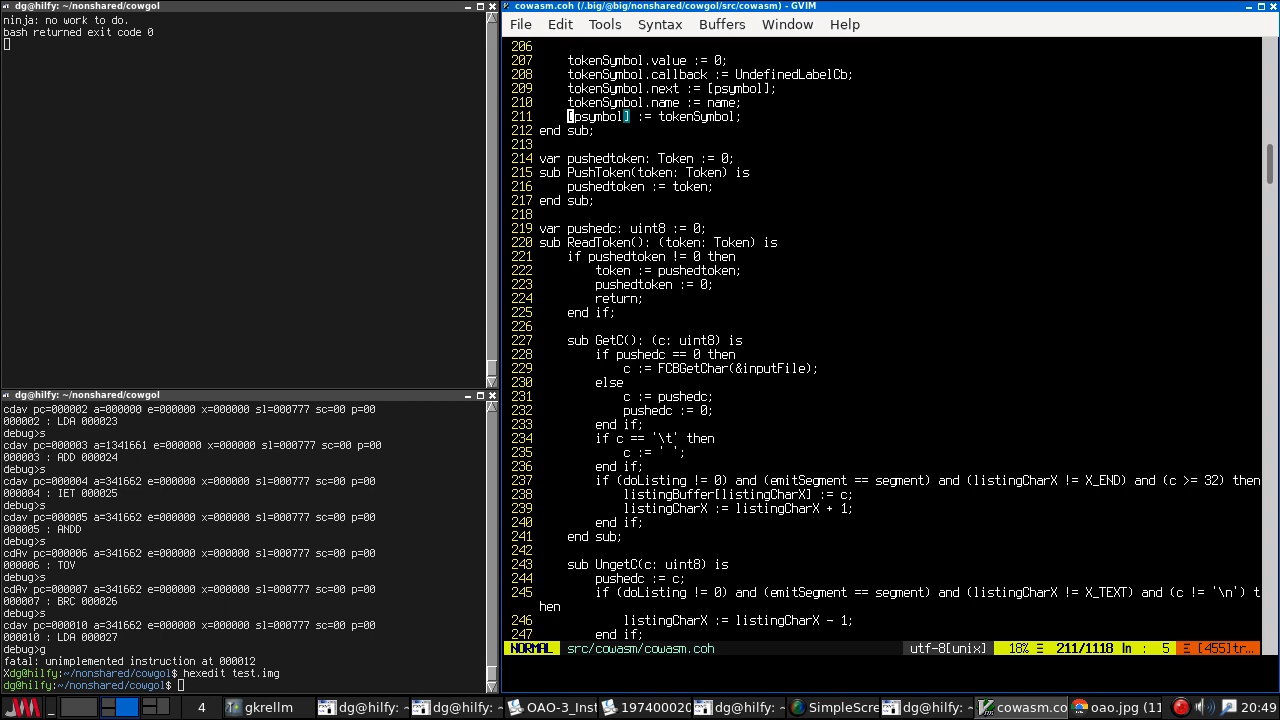 dg@hilfy: ~/nonshared/cowgol
ninja: no work to do.
bash returned exit code 0
dg@hilfy: ~/nonshared/cowgol
cdav pc=000002 a=000000 e=000000 x=000000 sl=000777 sc=00 p=00
000002 : LDA 000023
debug>s
cdav pc=000003 a=1341661 e=000000 x=000000 sl=000777 sc=00 p=00
000003 : ADD 000024
debug>s
cdav pc=000004 a=341662 e=000000 x=000000 sl=000777 sc=00 p=00
000004 : IET 000025
debug>s
cdav pc=000005 a=341662 e=000000 x=000000 sl=000777 sc=00 p=00
000005 : ANDD
debug>s
cdAv pc=000006 a=341662 e=000000 x=000000 sl=000777 sc=00 p=00
000006 : TOV
debug>s
cdAv pc=000007 a=341662 e=000000 x=000000 sl=000777 sc=00 p=00
000007 : BRC 000026
debug>s
cdAv pc=000010 a=341662 e=000000 x=000000 sl=000777 sc=00 p=00
000010 : LDA 000027
debug>g
fatal: unimplemented instruction at 000012
Xdg@hilfy:~/nonshared/cowgol$ hexedit test.img
dg@hilfy:~/nonshared/cowgol$
cowasm.coh (/.big/@big/nonshared/cowgol/src/cowasm) - GVIM
File Edit Tools Syntax Buffers Window Help
206
207 tokenSymbol.value := 0;
208 tokenSymbol.callback := UndefinedLabelCb;
209 tokenSymbol.next := [psymbol];
210 tokenSymbol.name := name;
211 [psymbol] := tokenSymbol;
212 end sub;
213
214 var pushedtoken: Token := 0;
215 sub PushToken(token: Token) is
216 pushedtoken := token;
217 end sub;
218
219 var pushedc: uint8 := 0;
220 sub ReadToken(): (token: Token) is
221 if pushedtoken != 0 then
222 token := pushedtoken;
223 pushedtoken := 0;
224 return;
225 end if;
226
227 sub GetC(): (c: uint8) is
228 if pushedc == 0 then
229 c := FCBGetChar(&inputFile);
230 else
231 c := pushedc;
232 pushedc := 0;
233 end if;
234 if c == '\t' then
235 c := ' ';
236 end if;
237 if (doListing != 0) and (emitSegment == segment) and (listingCharX != X_END) and (c >= 32) then
238 listingBuffer[listingCharX] := c;
239 listingCharX := listingCharX + 1;
240 end if;
241 end sub;
242
243 sub UngetC(c: uint8) is
244 pushedc := c;
245 if (doListing != 0) and (emitSegment == segment) and (listingCharX != X_TEXT) and (c != '\n') t
hen
246 listingCharX := listingCharX - 1;
247 end if;
NORMAL src/cowasm/cowasm.coh utf-8[unix] 18% Ξ 211/1118 ln : 5 Ξ [455]tr…
4 gkrellm dg@hilfy: ~ dg@hilfy: ~ OAO-3_Inst 197400020 SimpleScre dg@hilfy: ~ cowasm.co oao.jpg (11 20:49